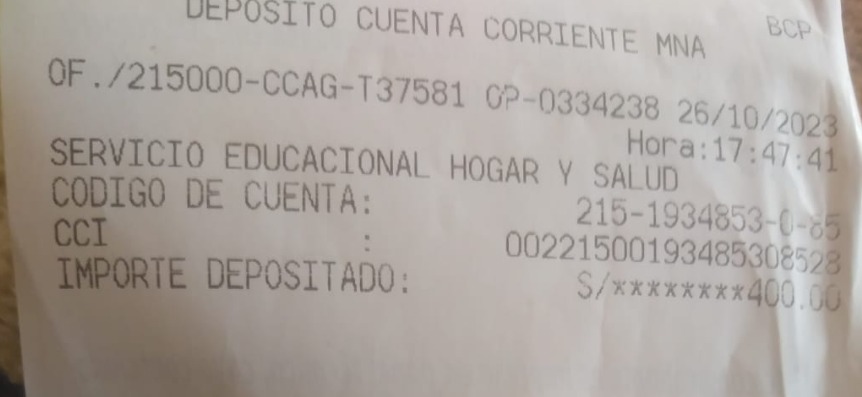 DEPOSITO CUENTA CORRIENTE MNA BCP
OF./215000-CCAG-T37581 OP-0334238 26/10/2023
Hora:17:47:41
SERVICIO EDUCACIONAL HOGAR Y SALUD
CODIGO DE CUENTA: 215-1934853-0-85
CCI : 00221500193485308528
IMPORTE DEPOSITADO: S/********400.00